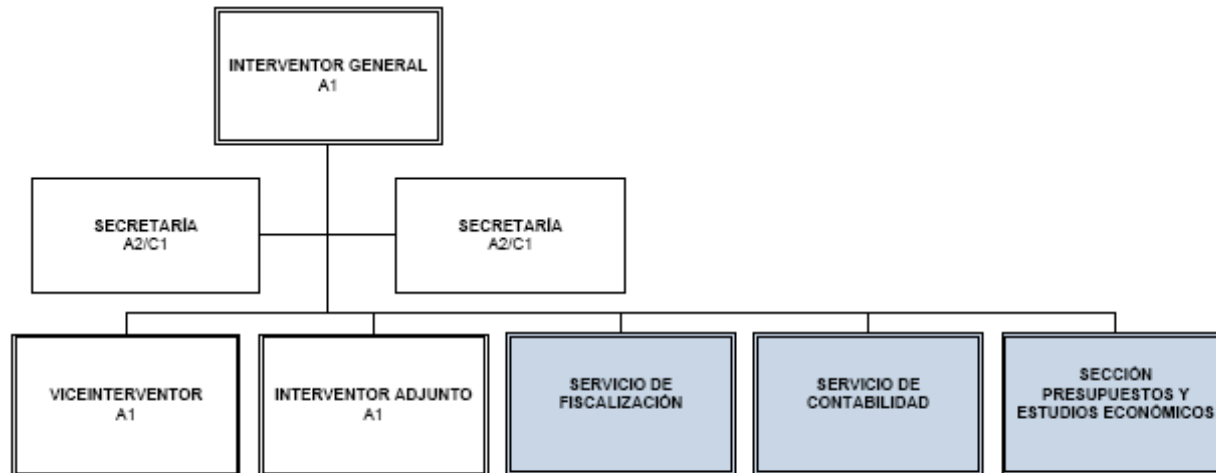 INTERVENTOR GENERAL
A1
SECRETARÍA
A2/C1
SECRETARÍA
A2/C1
VICEINTERVENTOR
A1
INTERVENTOR ADJUNTO
A1
SERVICIO DE
FISCALIZACIÓN
SERVICIO DE
CONTABILIDAD
SECCIÓN
PRESUPUESTOS Y
ESTUDIOS ECONÓMICOS